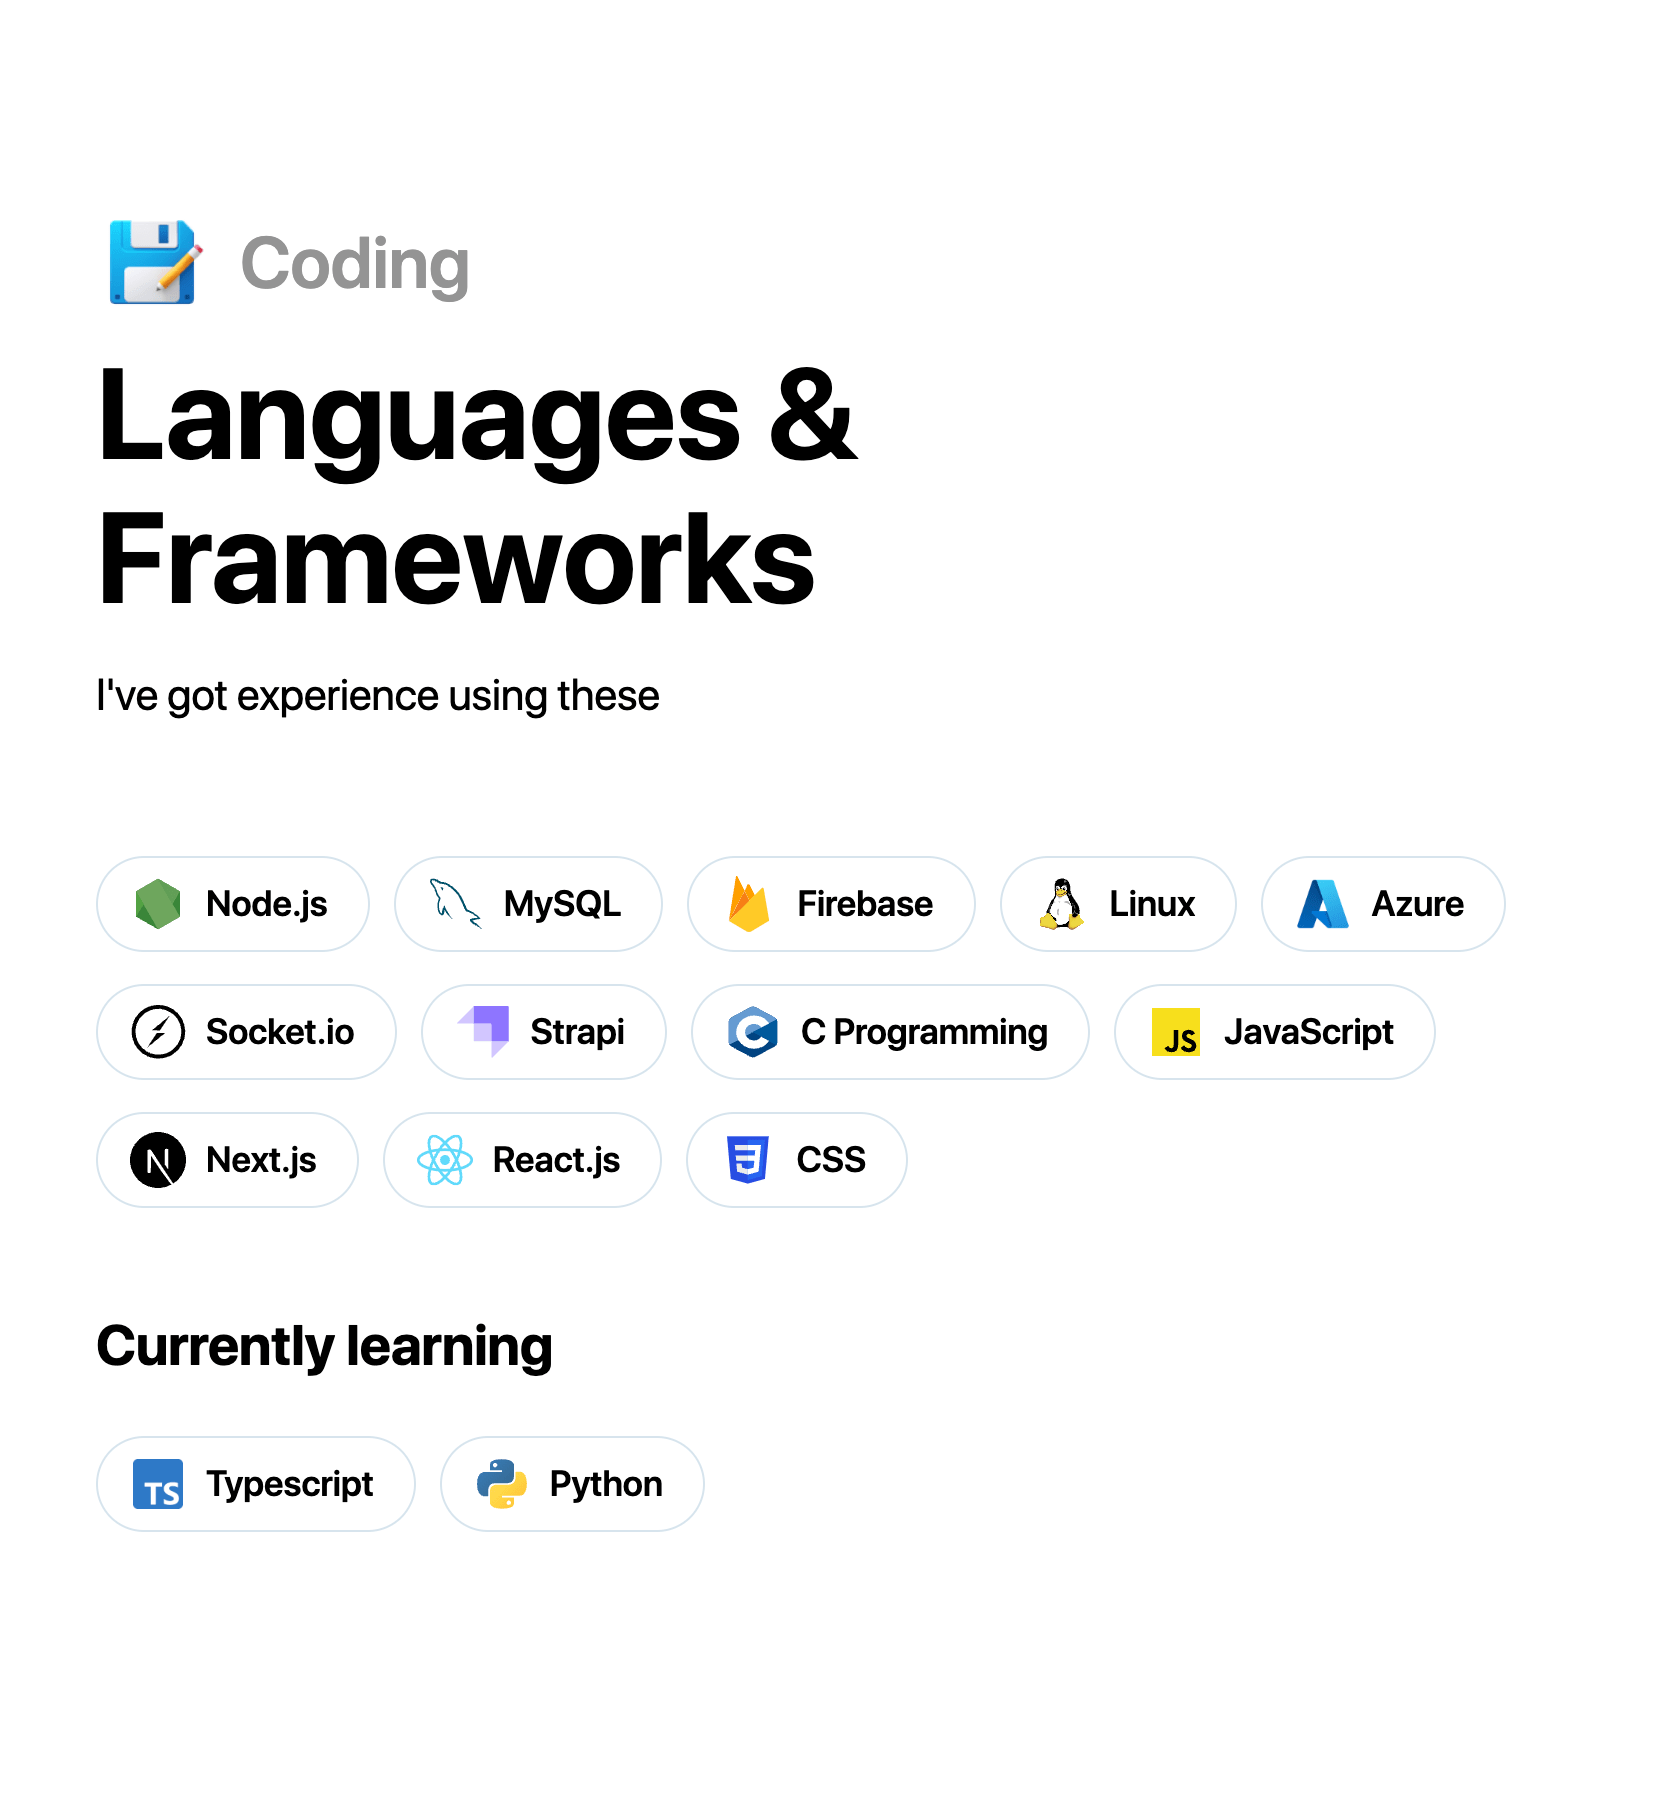 Coding
Languages &
Frameworks
I've got experience using these
Node.js MySQL Firebase Linux Azure
Socket.io Strapi C Programming JS JavaScript
N Next.js React.js CSS
Currently learning
TS Typescript Python